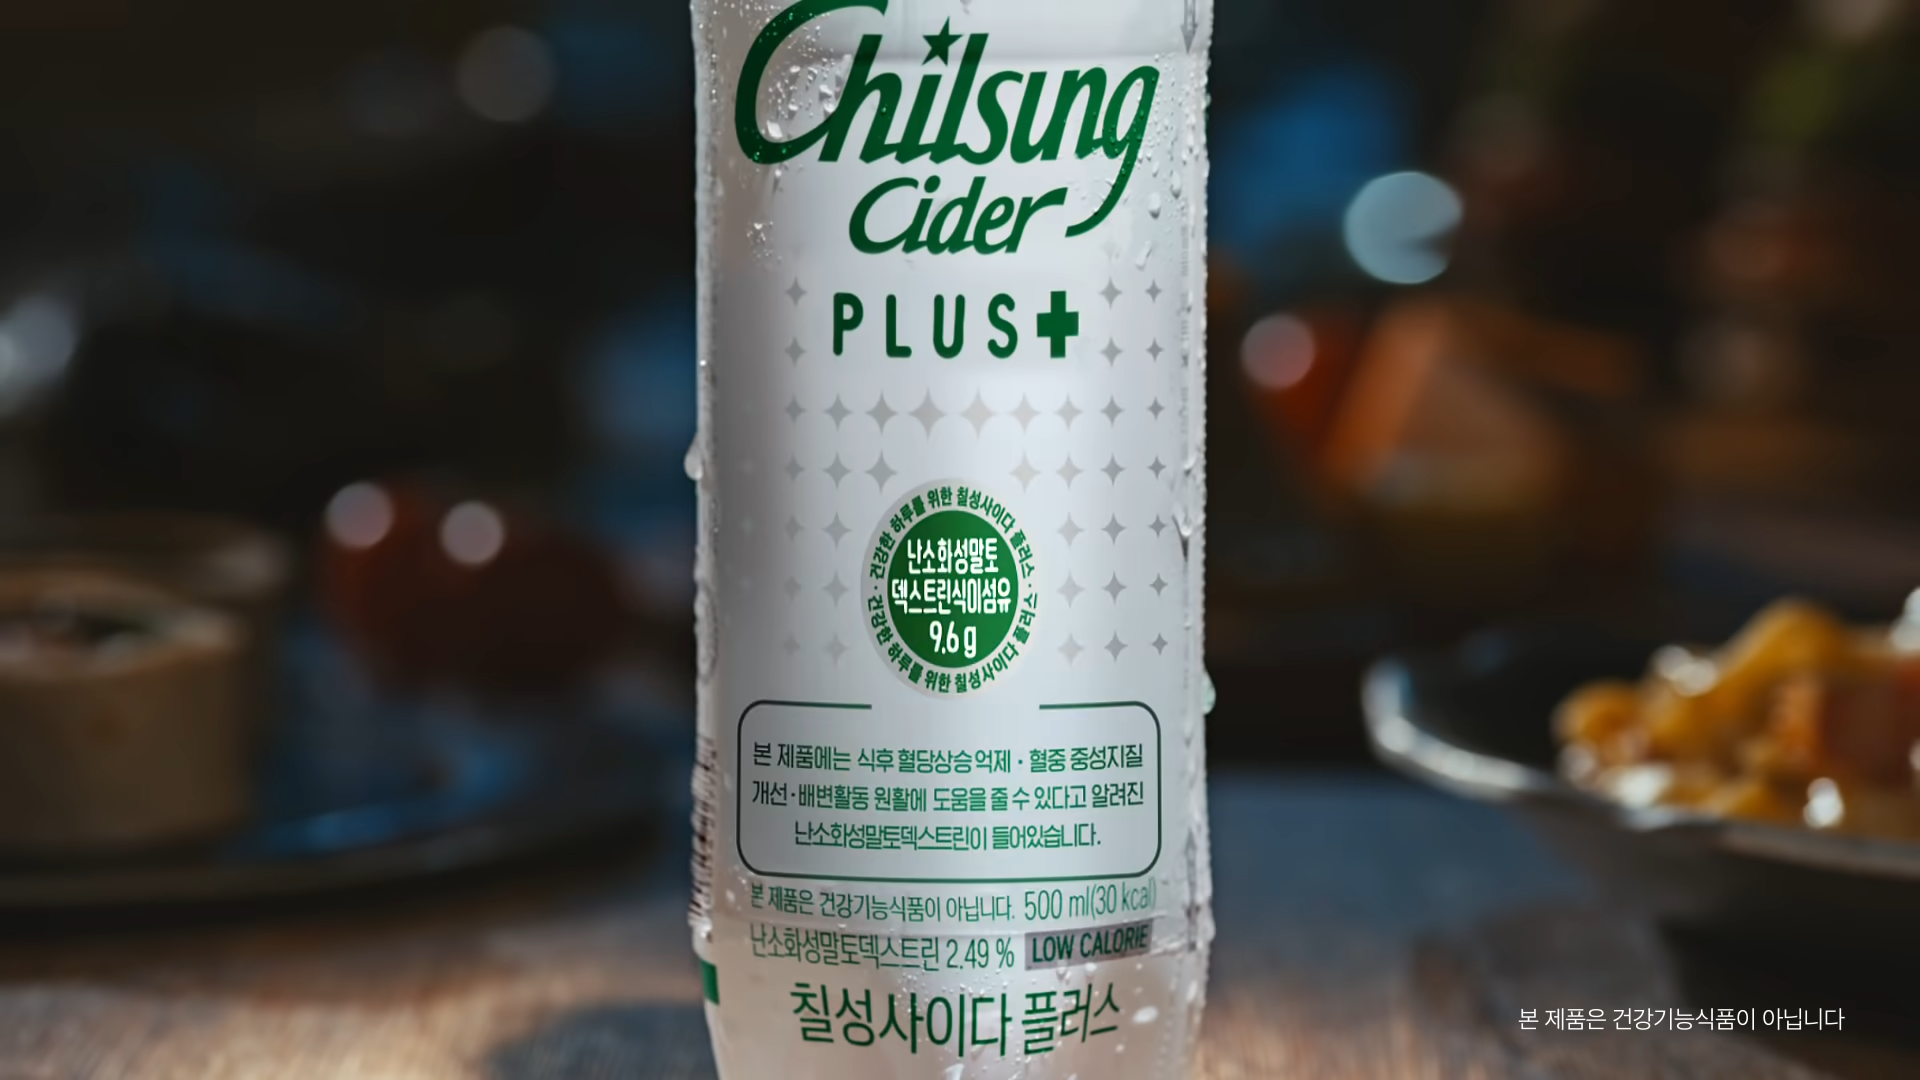 Chilsung
Cider
PLUS+
건강한 하루를 위한 칠성사이다 플러스 ·
난소화성말토
덱스트린식이섬유
9.6 g
건강한 하루를 위한 칠성사이다 플러스 ·
본 제품에는 식후 혈당상승 억제 · 혈중 중성지질
개선 · 배변활동 원활에 도움을 줄 수 있다고 알려진
난소화성말토덱스트린이 들어있습니다.
본 제품은 건강기능식품이 아닙니다. 500 ml(30 kcal)
난소화성말토덱스트린 2.49 % LOW CALORIE
칠성사이다 플러스
본 제품은 건강기능식품이 아닙니다